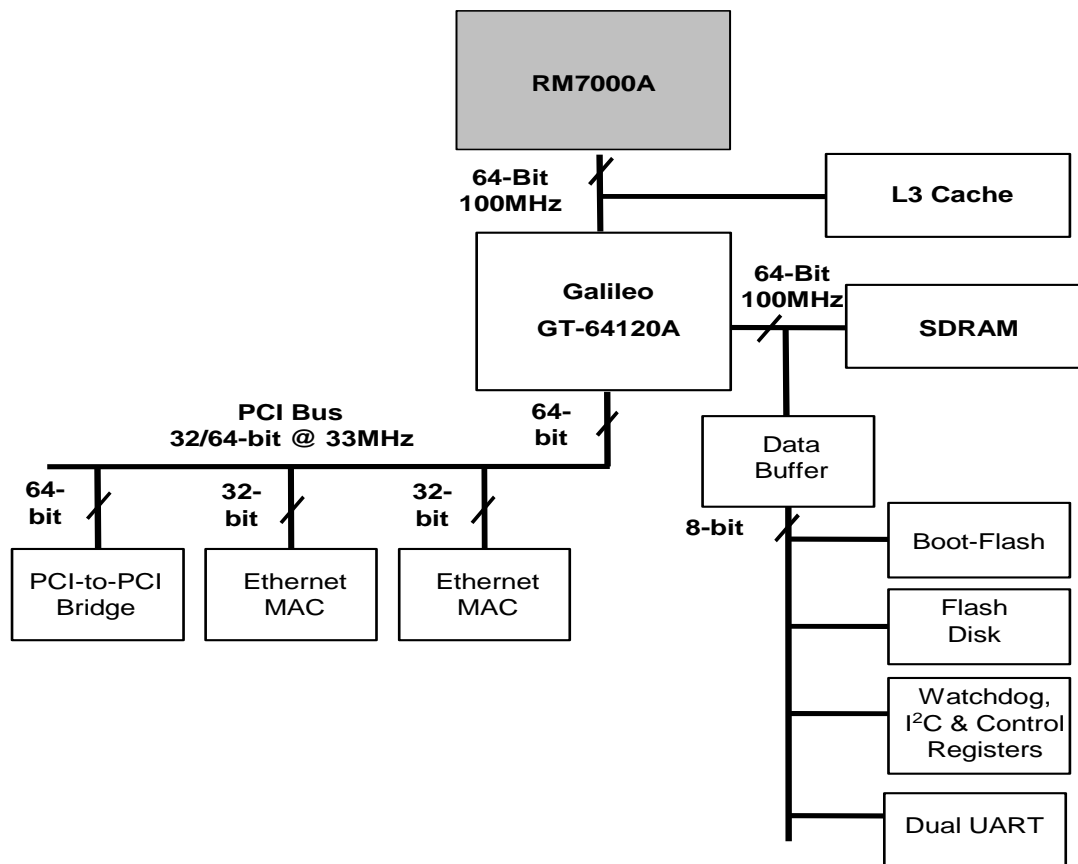 RM7000A
64-Bit
100MHz
L3 Cache
Galileo
GT-64120A
64-Bit
100MHz
SDRAM
PCI Bus
32/64-bit @ 33MHz
64-
bit
Data
Buffer
64-
bit
32-
bit
32-
bit
8-bit
Boot-Flash
PCI-to-PCI
Bridge
Ethernet
MAC
Ethernet
MAC
Flash
Disk
Watchdog,
I²C & Control
Registers
Dual UART